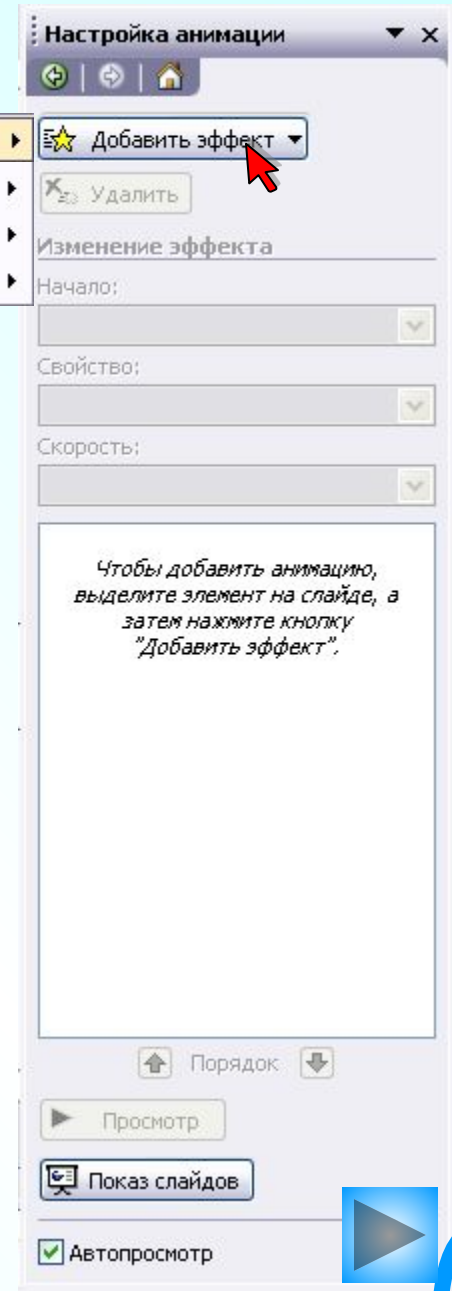 Настройка анимации
Добавить эффект
Удалить
Изменение эффекта
Начало:
Свойство:
Скорость:
Чтобы добавить анимацию,
выделите элемент на слайде, а
затем нажмите кнопку
"Добавить эффект".
Порядок
Просмотр
Показ слайдов
Автопросмотр